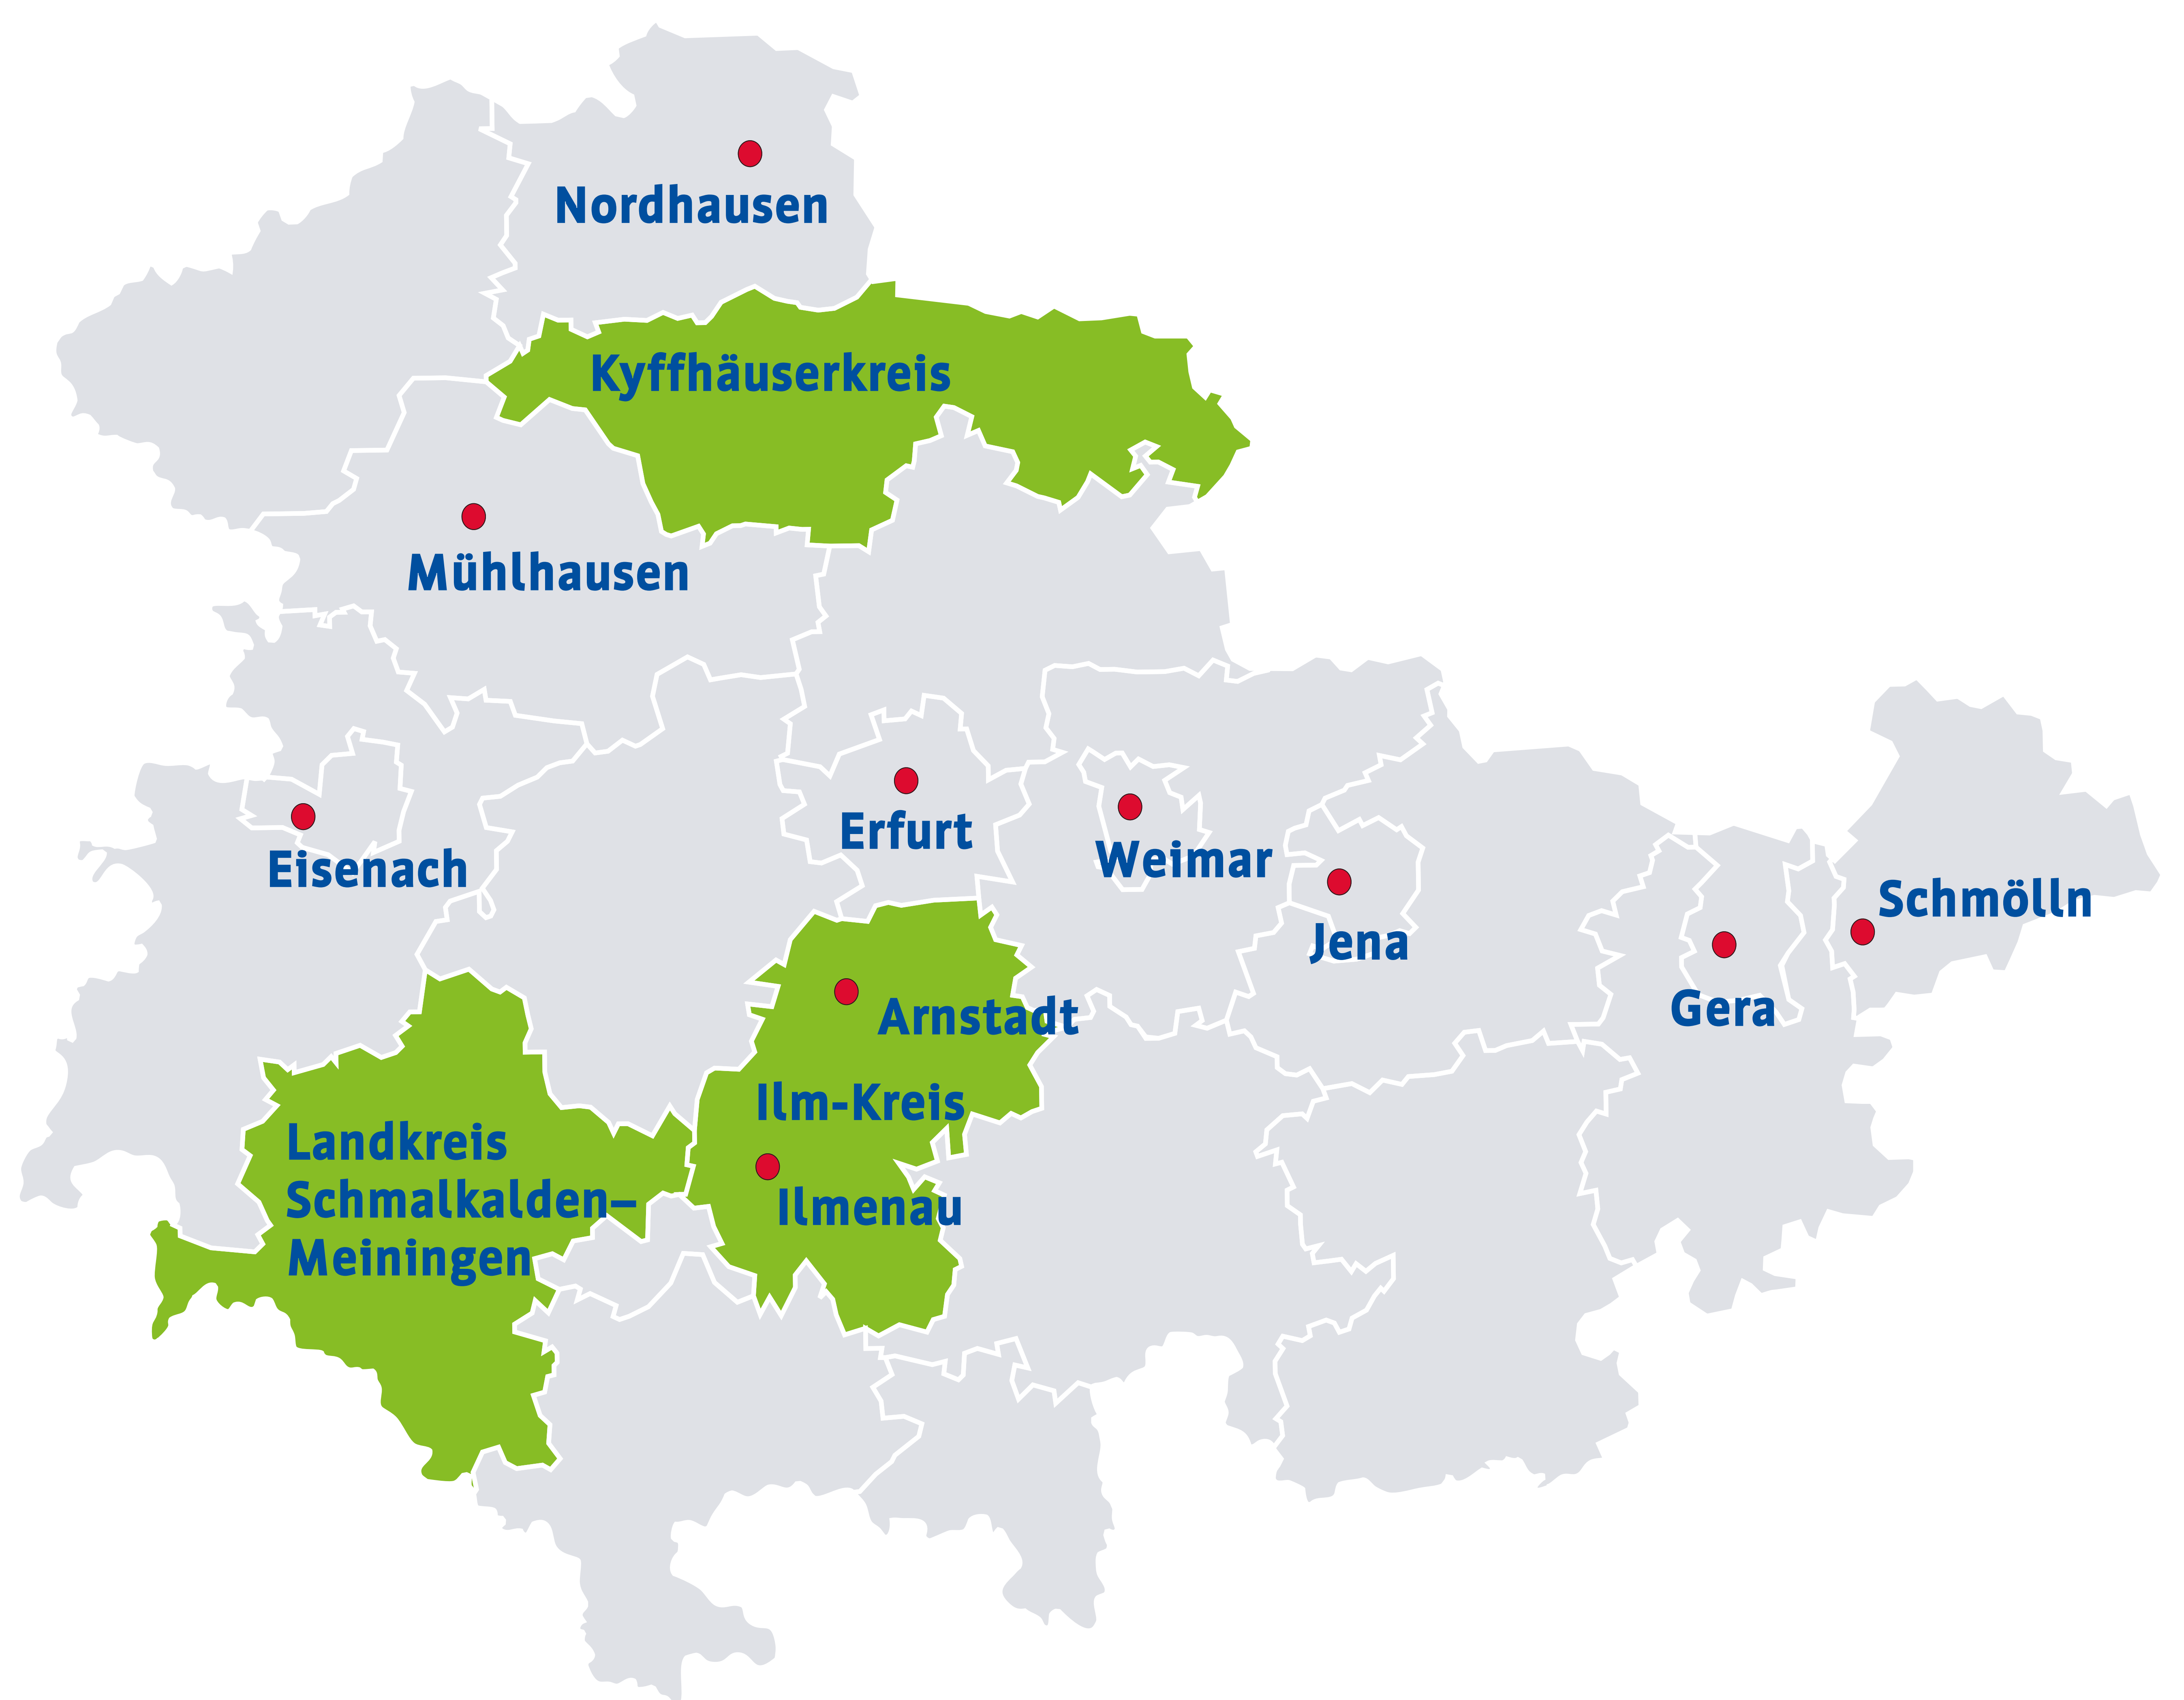 Nordhausen
Kyffhäuserkreis
Mühlhausen
Erfurt
Weimar
Eisenach
Schmölln
Jena
Gera
Arnstadt
Ilm-Kreis
Landkreis
Schmalkalden–
Meiningen
Ilmenau